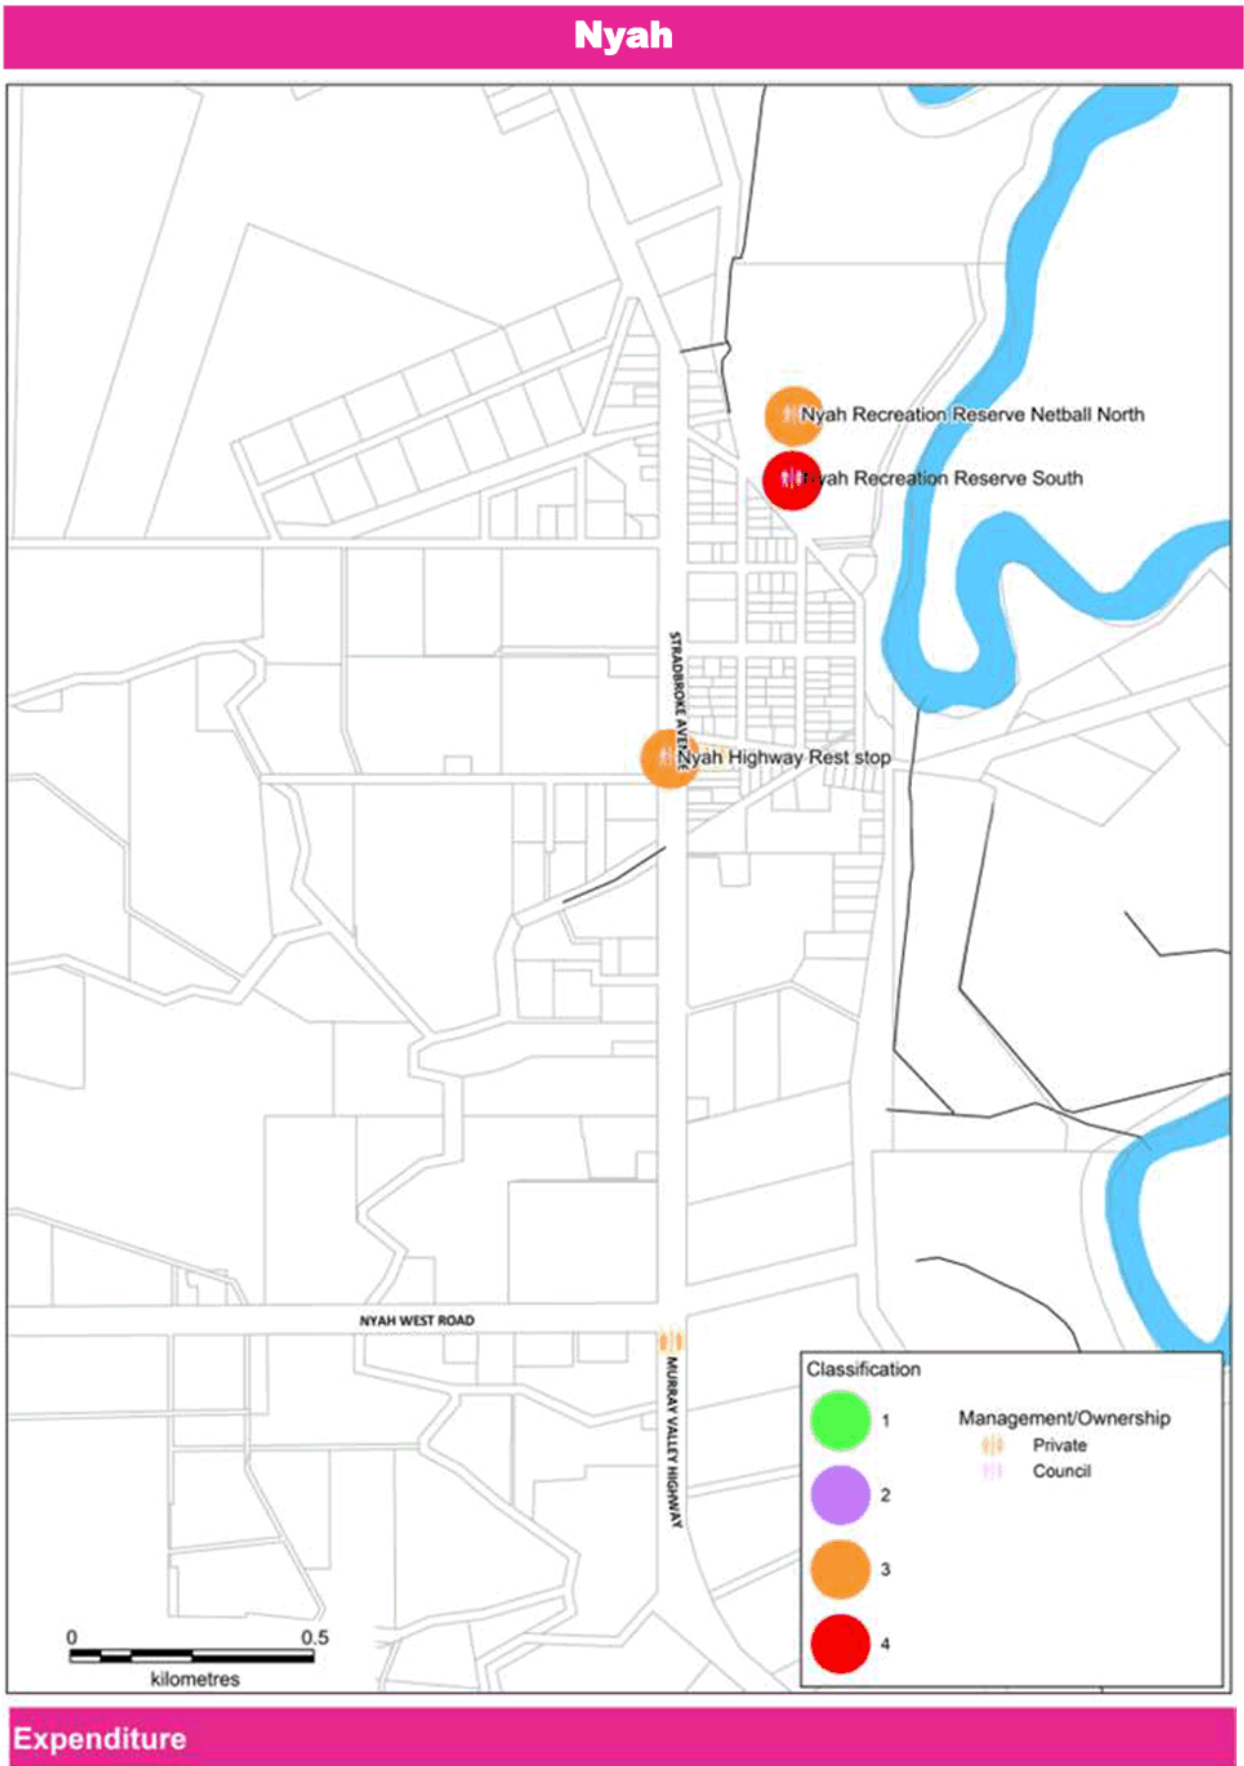 Nyah
Nyah Recreation Reserve Netball North
Nyah Recreation Reserve South
STRADBROKE AVENUE
Nyah Highway Rest stop
NYAH WEST ROAD
MURRAY VALLEY HIGHWAY
Classification
1
2
3
4
Management/Ownership
Private
Council
0 0.5
kilometres
Expenditure